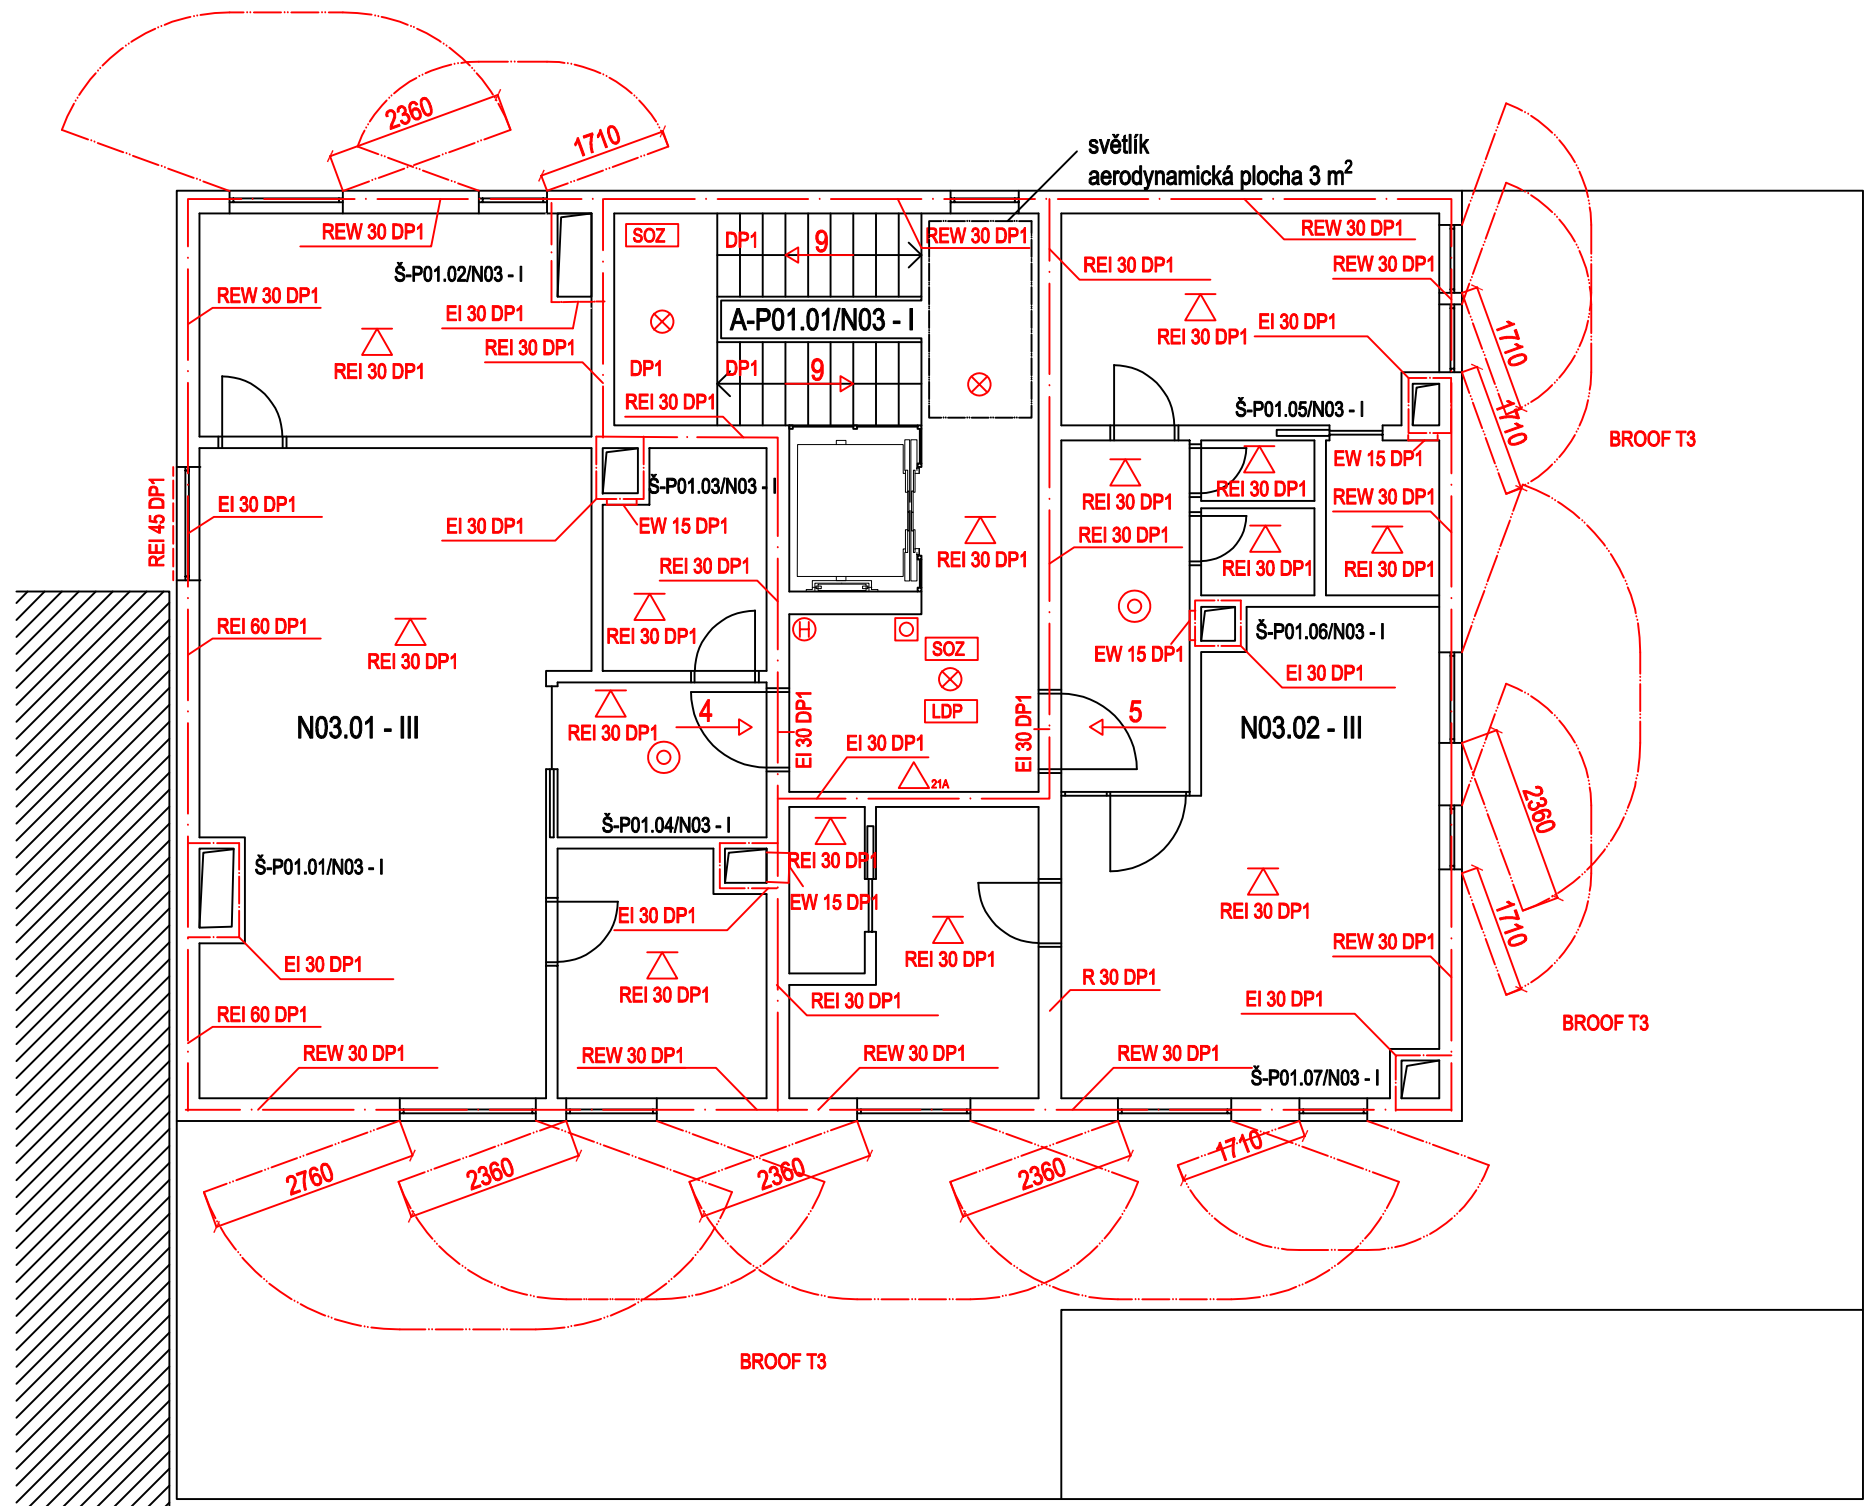 2360
1710
světlík
aerodynamická plocha 3 m²
REW 30 DP1
SOZ
DP1
9
REW 30 DP1
REW 30 DP1
Š-P01.02/N03 - I
REI 30 DP1
REW 30 DP1
REW 30 DP1
EI 30 DP1
A-P01.01/N03 - I
REI 30 DP1
EI 30 DP1
1710
REI 30 DP1
REI 30 DP1
DP1
DP1
9
REI 30 DP1
Š-P01.05/N03 - I
1710
BROOF T3
EW 15 DP1
REI 45 DP1
EI 30 DP1
EI 30 DP1
Š-P01.03/N03 - I
EW 15 DP1
REI 30 DP1
REI 30 DP1
REW 30 DP1
REI 30 DP1
REI 30 DP1
REI 30 DP1
REI 30 DP1
REI 30 DP1
REI 60 DP1
REI 30 DP1
REI 30 DP1
H
SOZ
EW 15 DP1
Š-P01.06/N03 - I
EI 30 DP1
N03.01 - III
REI 30 DP1
4
EI 30 DP1
LDP
EI 30 DP1
5
N03.02 - III
EI 30 DP1
21A
2360
Š-P01.04/N03 - I
Š-P01.01/N03 - I
REI 30 DP1
EW 15 DP1
EI 30 DP1
REI 30 DP1
1710
EI 30 DP1
REI 30 DP1
REI 30 DP1
REW 30 DP1
R 30 DP1
EI 30 DP1
REI 60 DP1
REI 30 DP1
BROOF T3
REW 30 DP1
REW 30 DP1
REW 30 DP1
REW 30 DP1
Š-P01.07/N03 - I
2760
2360
2360
2360
1710
BROOF T3